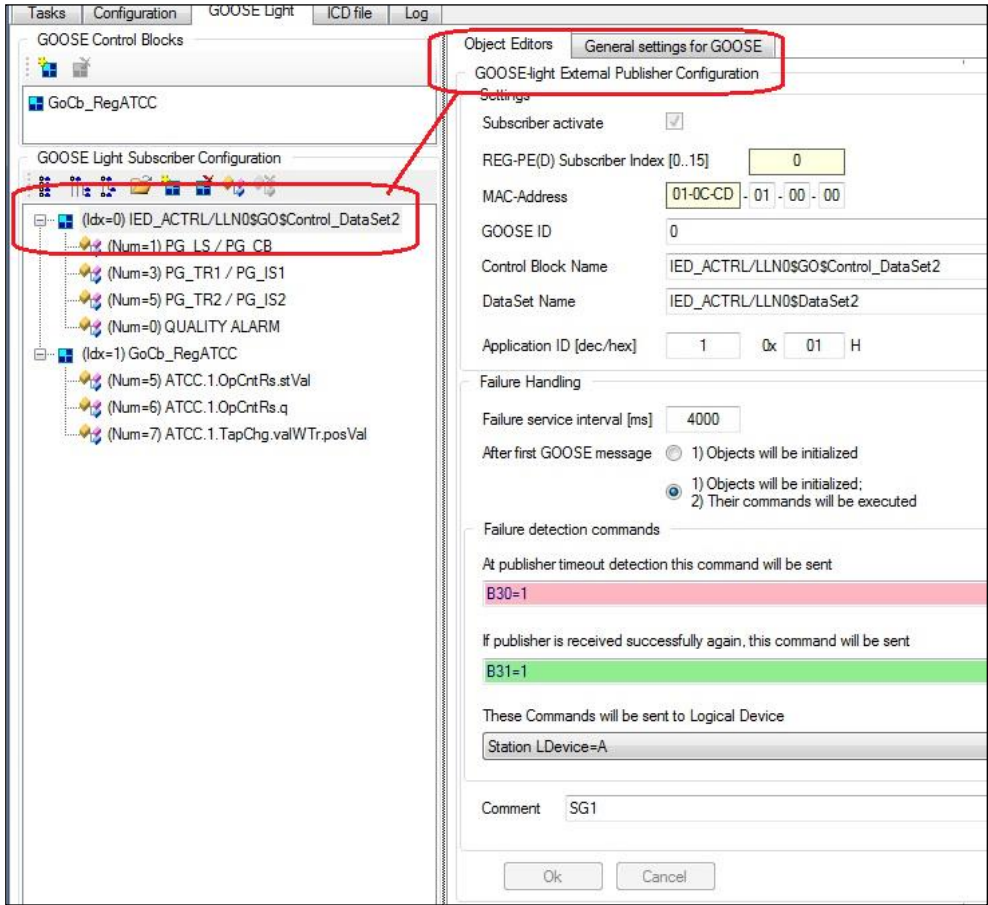 Tasks Configuration GOOSE Light ICD file Log
GOOSE Control Blocks
GoCb_RegATCC
GOOSE Light Subscriber Configuration
(Idx=0) IED_ACTRL/LLN0$GO$Control_DataSet2
(Num=1) PG_LS / PG_CB
(Num=3) PG_TR1 / PG_IS1
(Num=5) PG_TR2 / PG_IS2
(Num=0) QUALITY ALARM
(Idx=1) GoCb_RegATCC
(Num=5) ATCC.1.OpCntRs.stVal
(Num=6) ATCC.1.OpCntRs.q
(Num=7) ATCC.1.TapChg.valWTr.posVal
Object Editors General settings for GOOSE
GOOSE-light External Publisher Configuration
Settings
Subscriber activate
REG-PE(D) Subscriber Index [0..15] 0
MAC-Address 01-0C-CD - 01 - 00 - 00
GOOSE ID 0
Control Block Name IED_ACTRL/LLN0$GO$Control_DataSet2
DataSet Name IED_ACTRL/LLN0$DataSet2
Application ID [dec/hex] 1 0x 01 H
Failure Handling
Failure service interval [ms] 4000
After first GOOSE message 1) Objects will be initialized
1) Objects will be initialized;
2) Their commands will be executed
Failure detection commands
At publisher timeout detection this command will be sent
B30=1
If publisher is received successfully again, this command will be sent
B31=1
These Commands will be sent to Logical Device
Station LDevice=A
Comment SG1
Ok Cancel